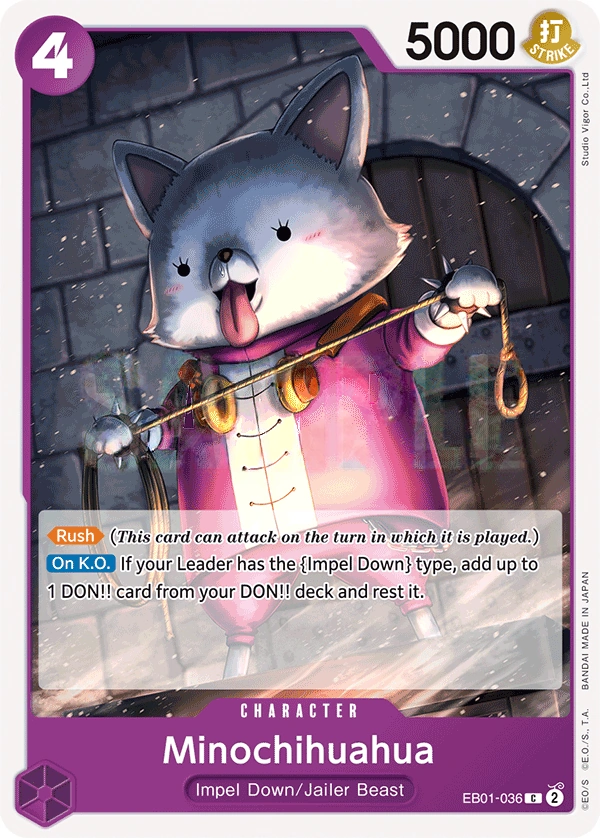 4
5000
打
STRIKE
Studio Vigor Co.,Ltd
SAMPLE
Rush (This card can attack on the turn in which it is played.)
On K.O. If your Leader has the {Impel Down} type, add up to
1 DON!! card from your DON!! deck and rest it.
CHARACTER
Minochihuahua
Impel Down/Jailer Beast
EB01-036 C 2
©E.O/S ©E.O./S., T.A. BANDAI MADE IN JAPAN